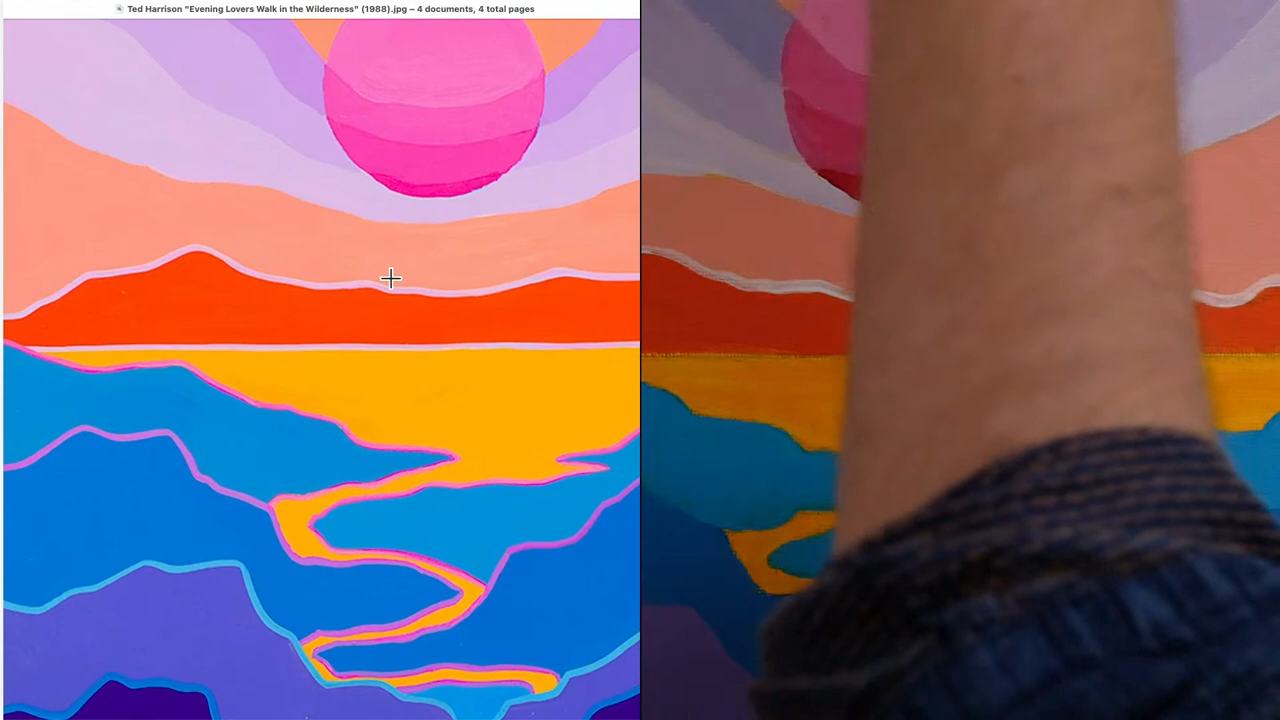 Ted Harrison "Evening Lovers Walk in the Wilderness" (1988).jpg – 4 documents, 4 total pages